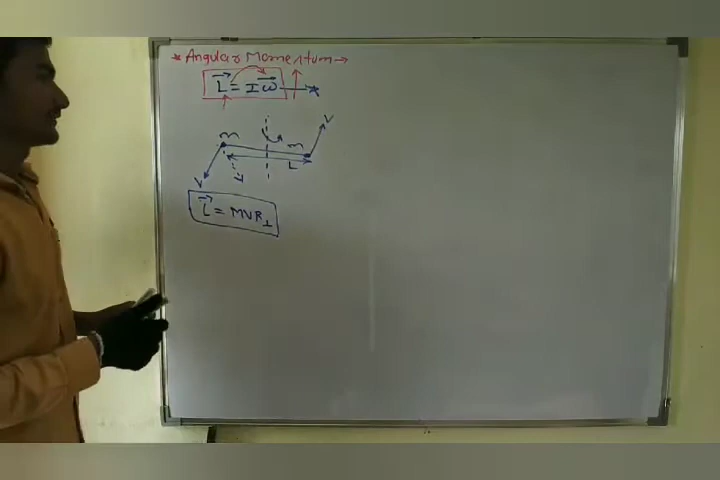 * Angular Momentum →
L⃗ = Iω⃗
m
m
V
L
V
L⃗ = MVR⊥